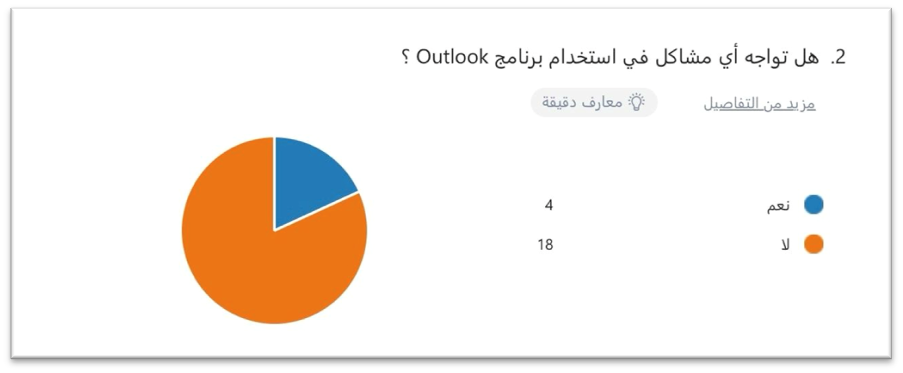 2. هل تواجه أي مشاكل في استخدام برنامج Outlook ؟
مزيد من التفاصيل
معارف دقيقة
نعم 4
لا 18